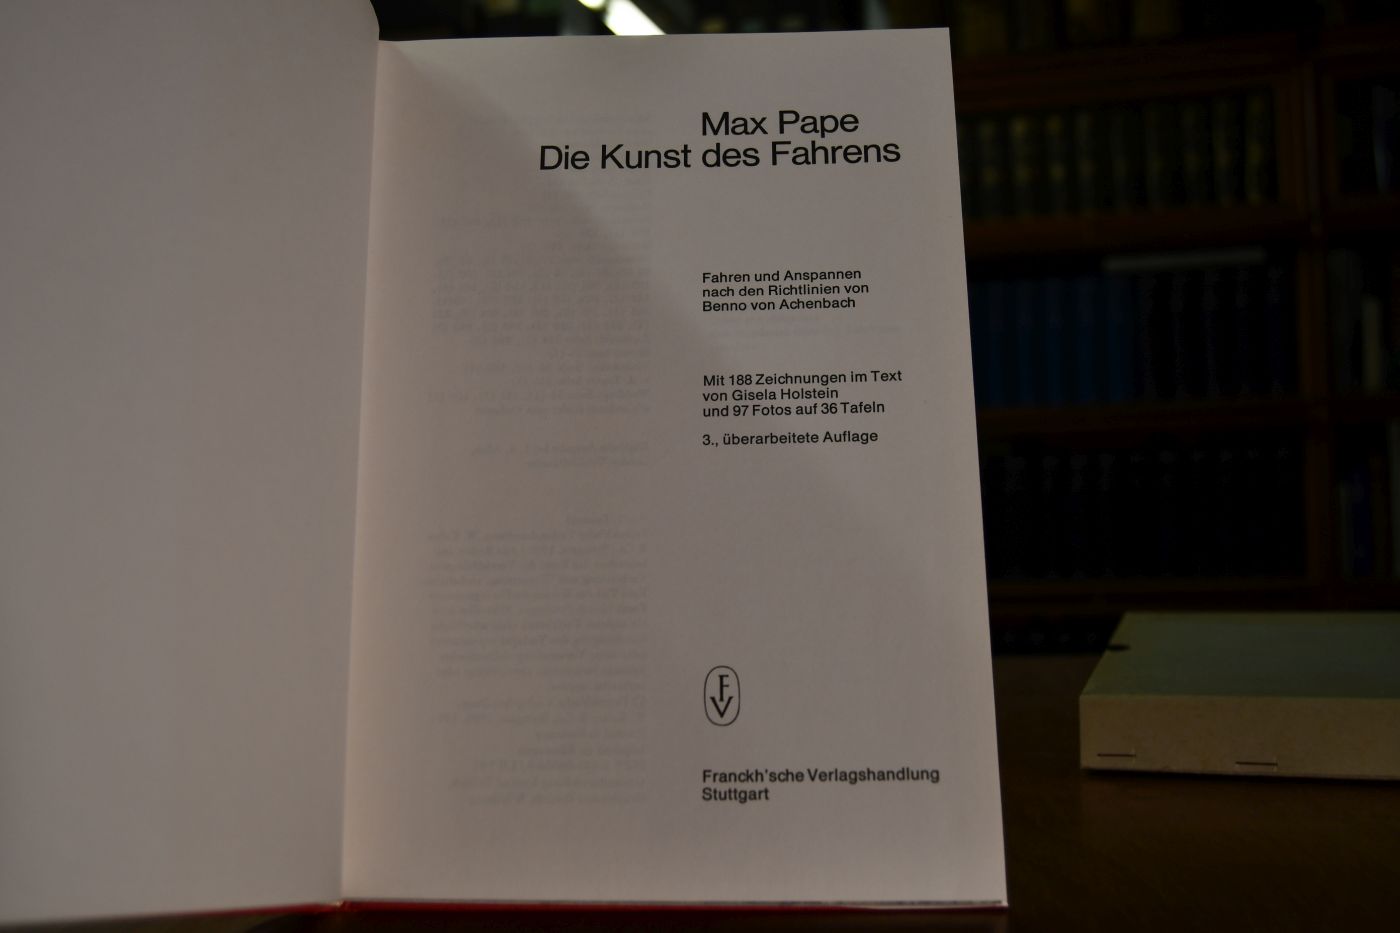 Max Pape
Die Kunst des Fahrens
Fahren und Anspannen
nach den Richtlinien von
Benno von Achenbach
Mit 188 Zeichnungen im Text
von Gisela Holstein
und 97 Fotos auf 36 Tafeln
3., überarbeitete Auflage
F
V
Franckh'sche Verlagshandlung
Stuttgart